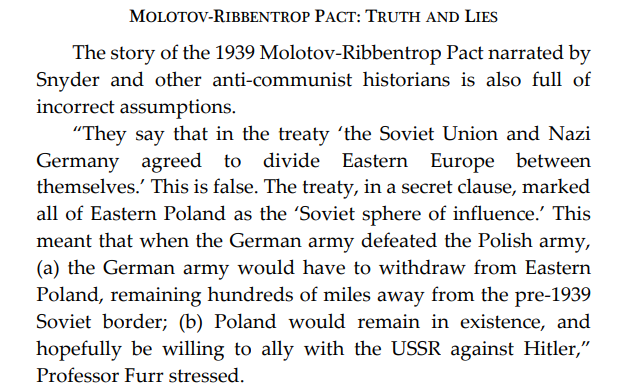 MOLOTOV-RIBBENTROP PACT: TRUTH AND LIES
The story of the 1939 Molotov-Ribbentrop Pact narrated by
Snyder and other anti-communist historians is also full of
incorrect assumptions.
“They say that in the treaty ‘the Soviet Union and Nazi
Germany agreed to divide Eastern Europe between
themselves.’ This is false. The treaty, in a secret clause, marked
all of Eastern Poland as the ‘Soviet sphere of influence.’ This
meant that when the German army defeated the Polish army,
(a) the German army would have to withdraw from Eastern
Poland, remaining hundreds of miles away from the pre-1939
Soviet border; (b) Poland would remain in existence, and
hopefully be willing to ally with the USSR against Hitler,”
Professor Furr stressed.